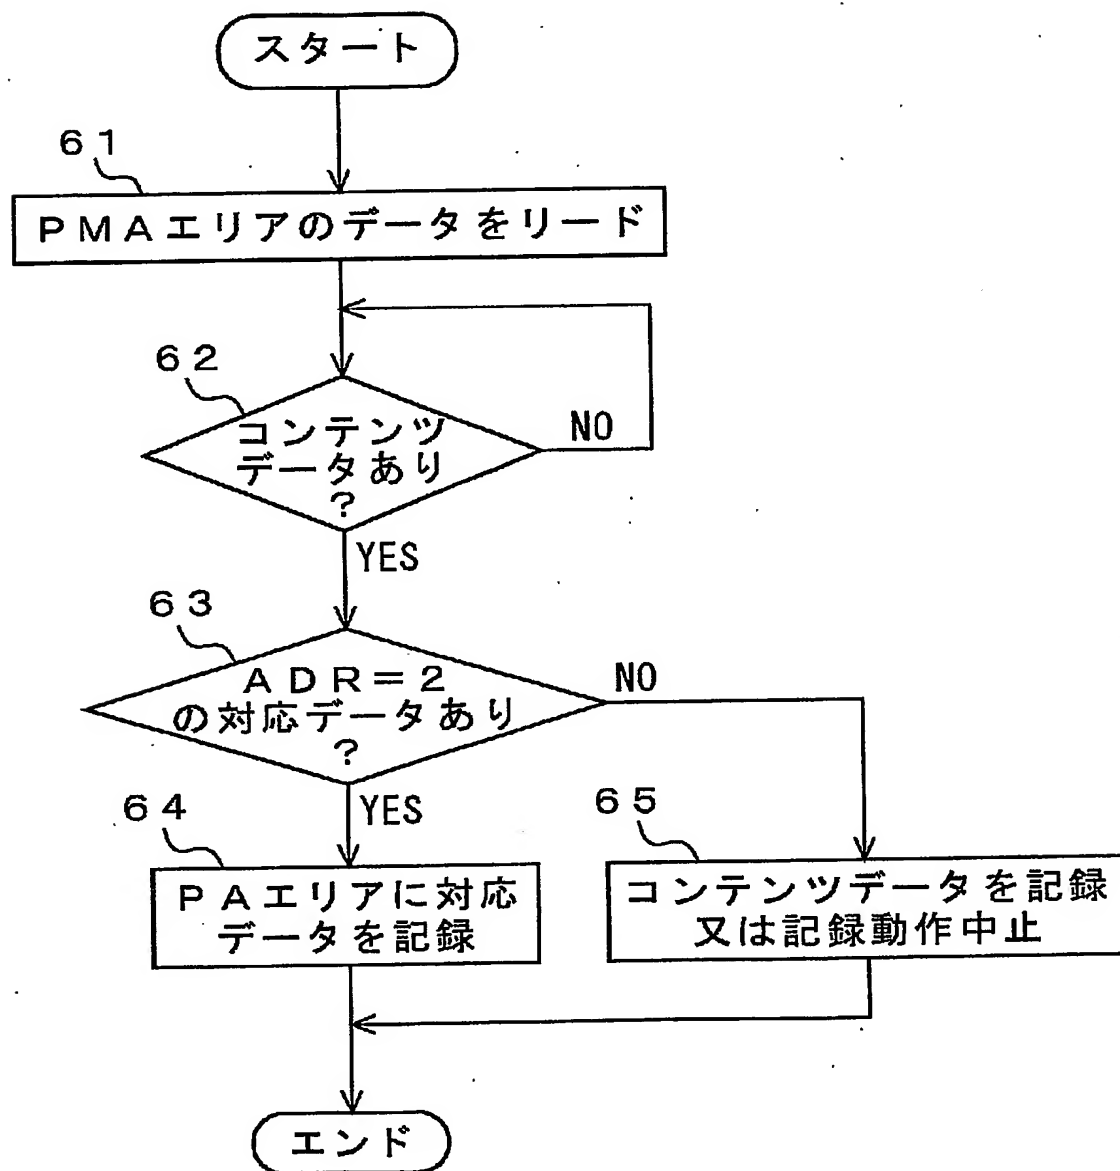 スタート
61
PMAエリアのデータをリード
62
コンテンツ
データあり
?
NO
YES
63
ADR=2
の対応データあり
?
NO
YES
64
PAエリアに対応
データを記録
65
コンテンツデータを記録
又は記録動作中止
エンド